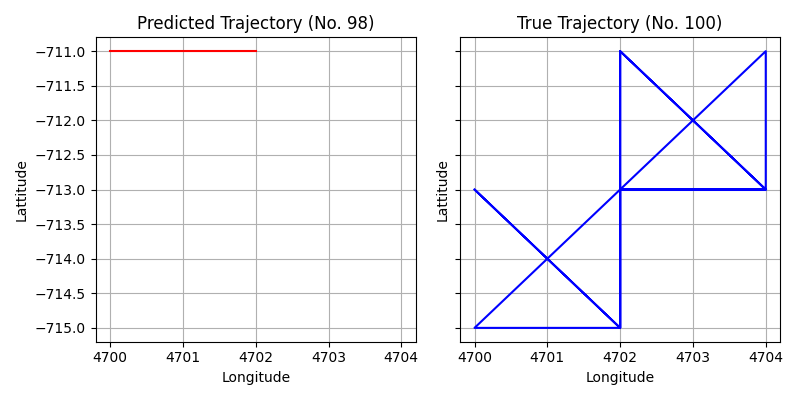 Predicted Trajectory (No. 98)
−711.0
−711.5
−712.0
−712.5
−713.0
−713.5
−714.0
−714.5
−715.0
Lattitude
4700 4701 4702 4703 4704
Longitude
True Trajectory (No. 100)
Lattitude
4700 4701 4702 4703 4704
Longitude